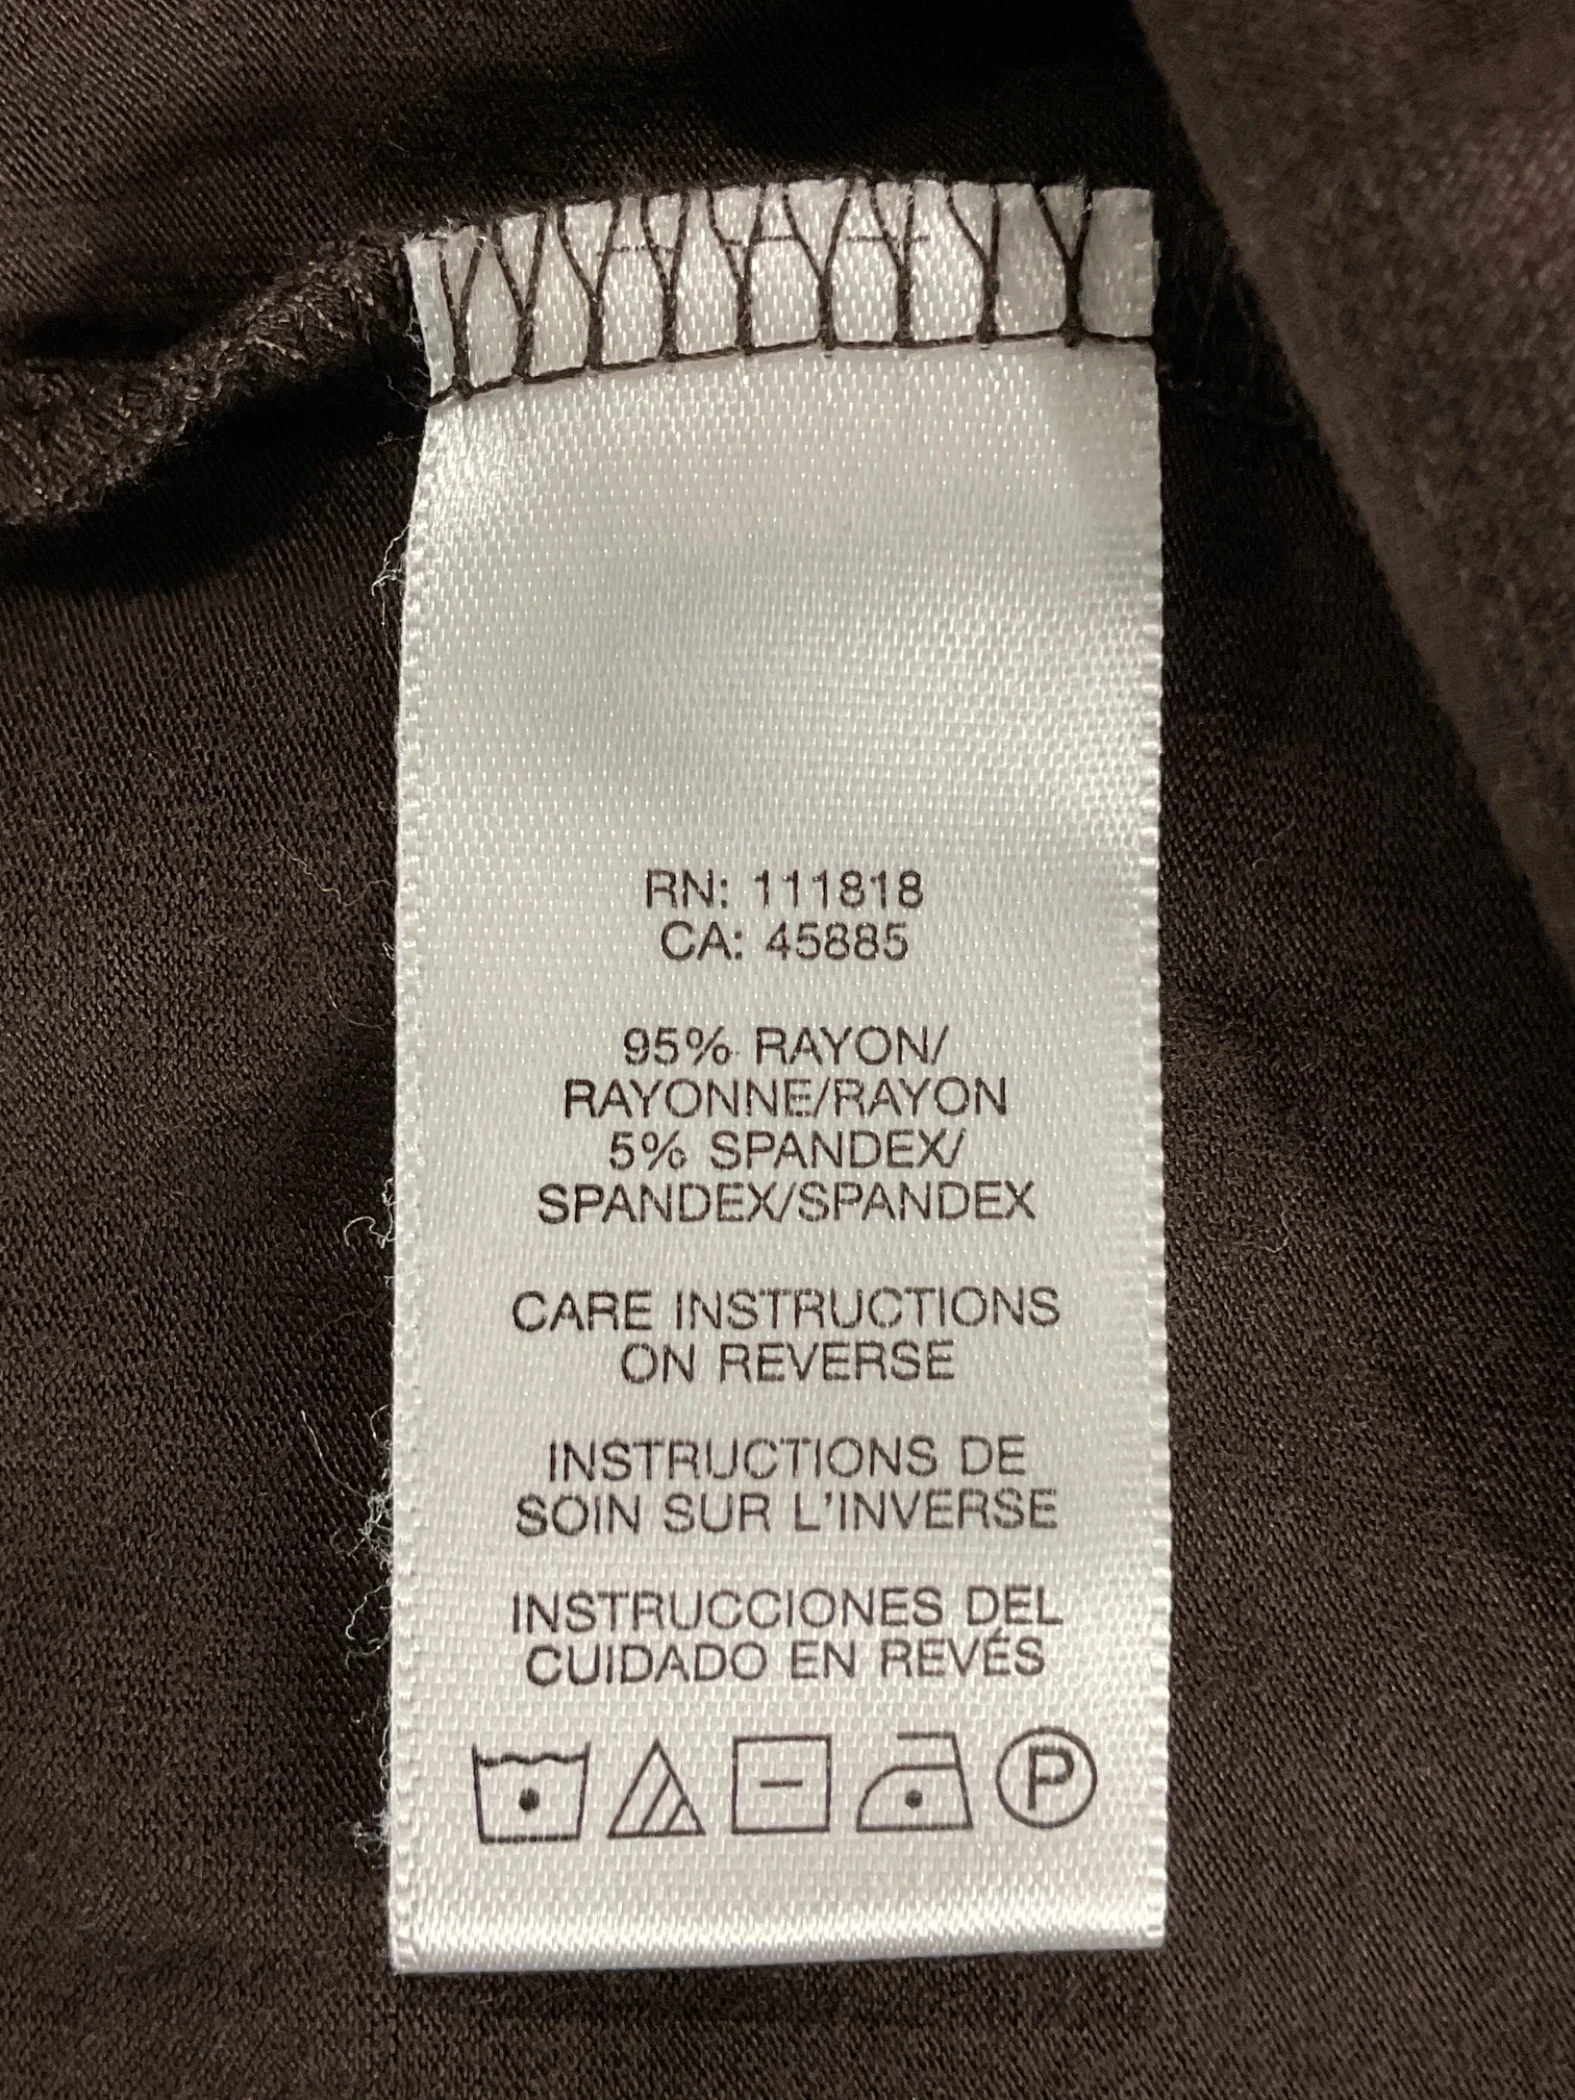 RN: 111818
CA: 45885
95% RAYON/
RAYONNE/RAYON
5% SPANDEX/
SPANDEX/SPANDEX
CARE INSTRUCTIONS
ON REVERSE
INSTRUCTIONS DE
SOIN SUR L'INVERSE
INSTRUCCIONES DEL
CUIDADO EN REVÉS
P